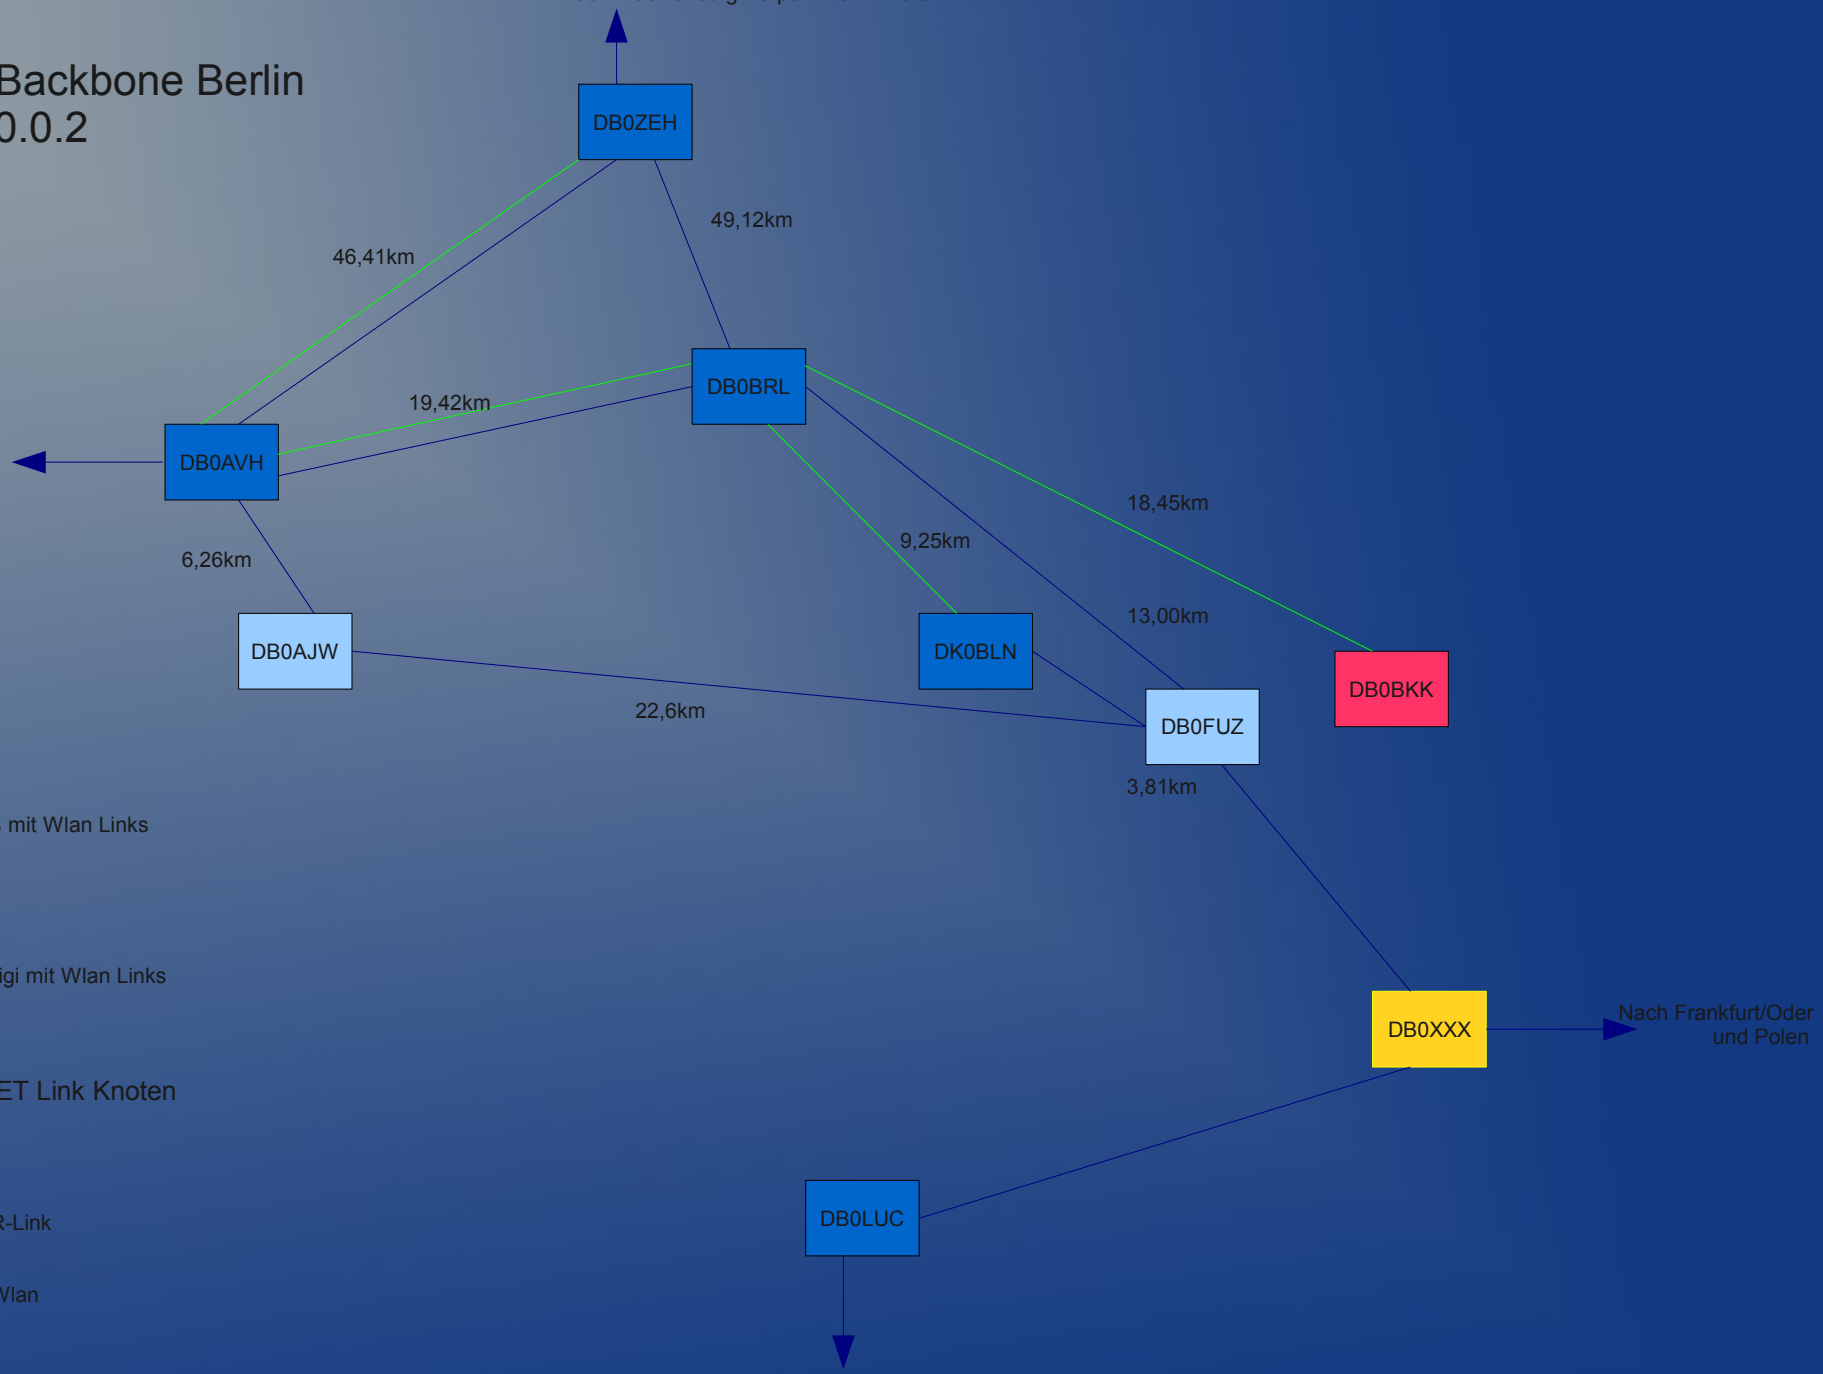 Backbone Berlin
0.0.2
DB0ZEH
49,12km
46,41km
DB0BRL
19,42km
DB0AVH
18,45km
9,25km
6,26km
13,00km
DB0AJW
DK0BLN
DB0BKK
22,6km
DB0FUZ
3,81km
mit Wlan Links
igi mit Wlan Links
Nach Frankfurt/Oder
und Polen
DB0XXX
ET Link Knoten
DB0LUC
R-Link
Wlan